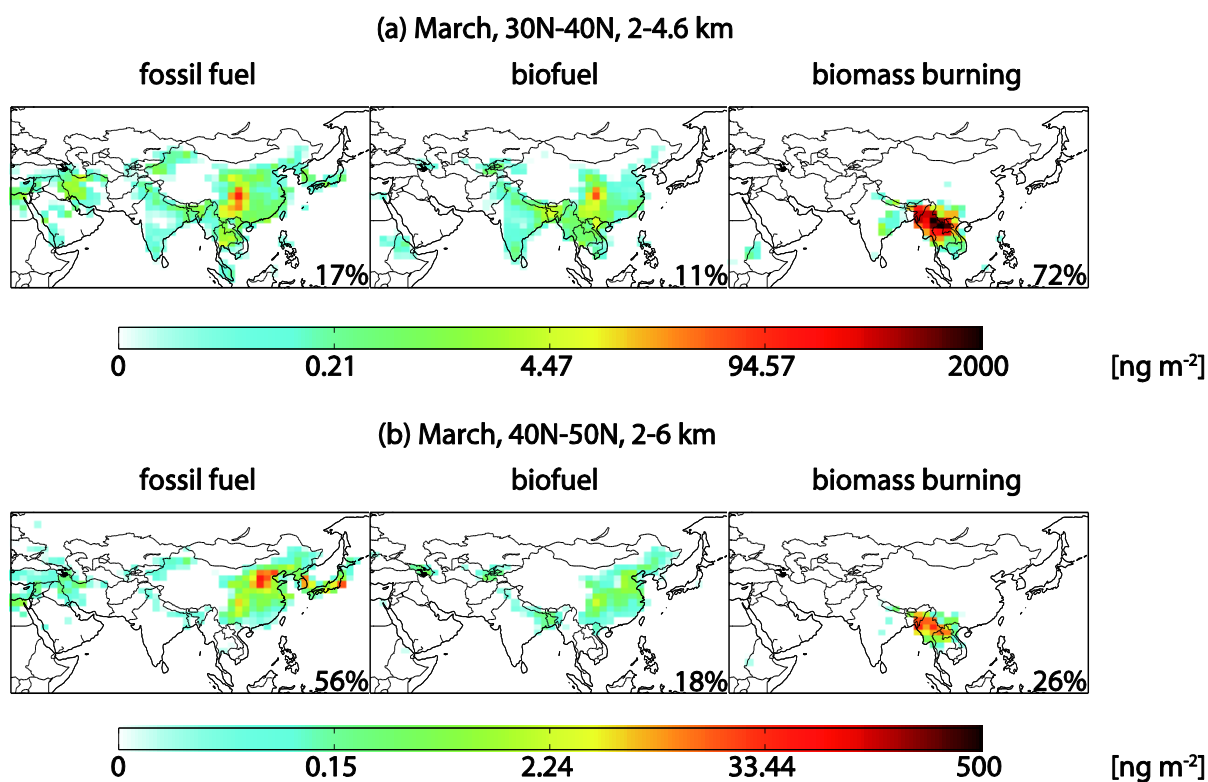 (a) March, 30N-40N, 2-4.6 km
fossil fuel biofuel biomass burning
17% 11% 72%
0 0.21 4.47 94.57 2000 [ng m⁻²]
(b) March, 40N-50N, 2-6 km
fossil fuel biofuel biomass burning
56% 18% 26%
0 0.15 2.24 33.44 500 [ng m⁻²]